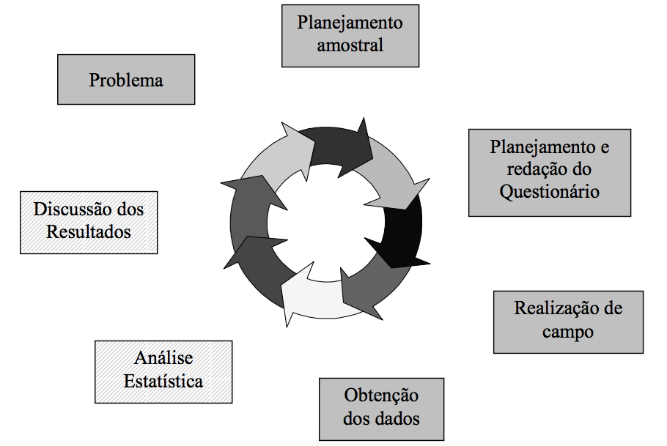 Planejamento
amostral
Problema
Planejamento e
redação do
Questionário
Discussão dos
Resultados
Realização de
campo
Análise
Estatística
Obtenção
dos dados